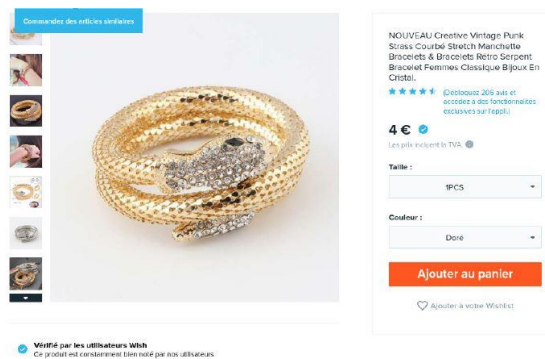 Commandez des articles similaires
NOUVEAU Creative Vintage Punk
Strass Courbé Stretch Manchette
Bracelets & Bracelets Rétro Serpent
Bracelet Femmes Classique Bijoux En
Cristal.
(Débloquez 206 avis et
accédez à des fonctionnalités
exclusives sur l'appli)
4 €
Les prix incluent la TVA.
Taille :
1PCS
Couleur :
Doré
Ajouter au panier
Ajouter à votre Wishlist
Vérifié par les utilisateurs Wish
Ce produit est constamment bien noté par nos utilisateurs